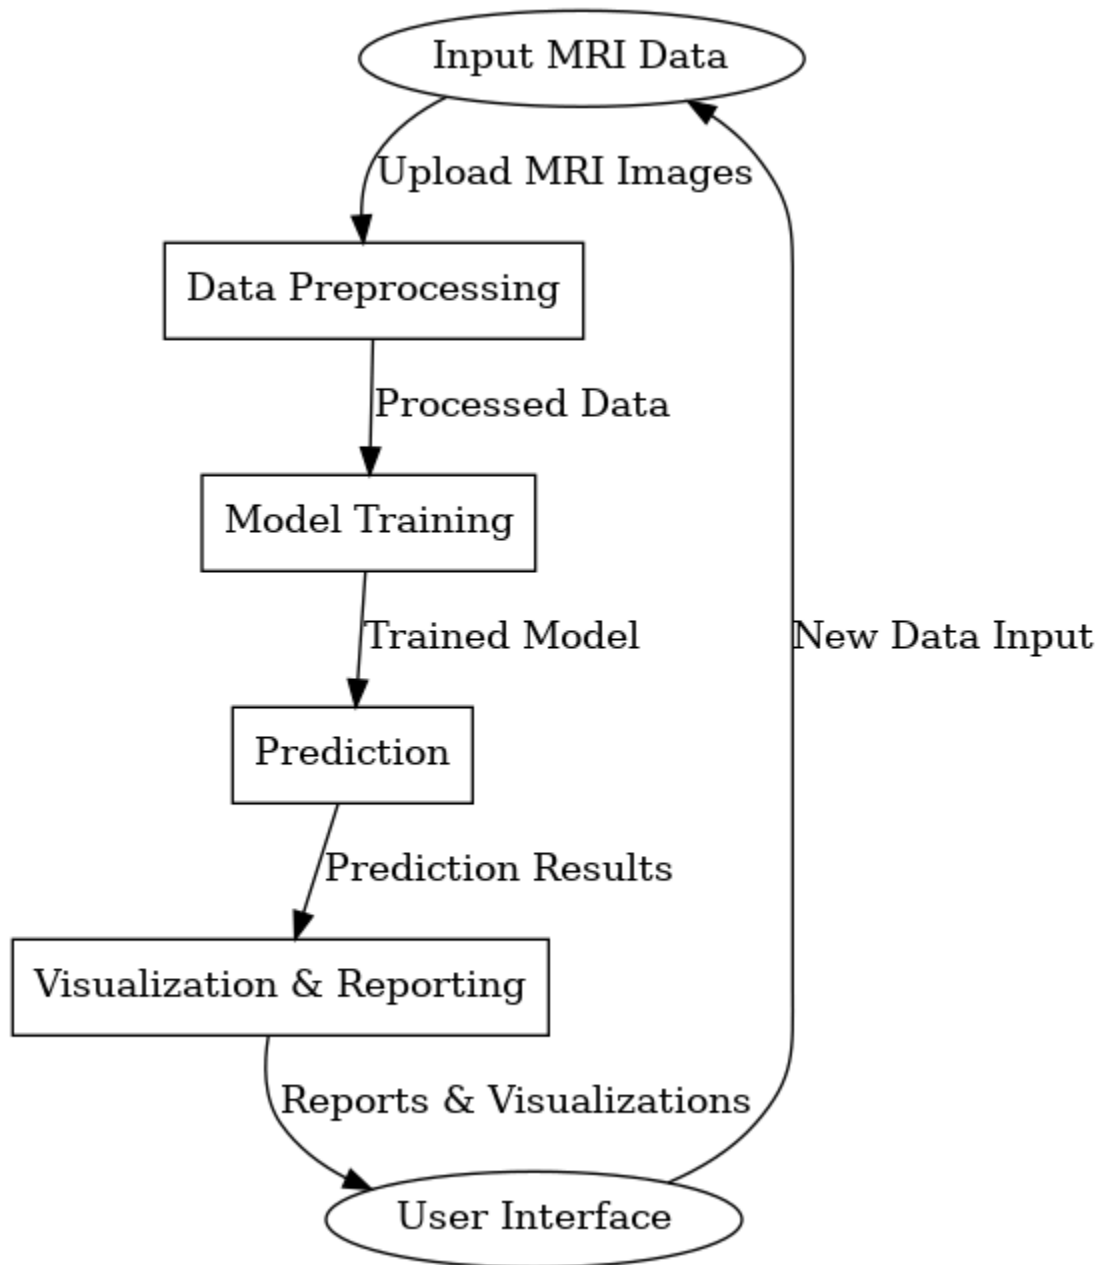 Input MRI Data
Upload MRI Images
Data Preprocessing
Processed Data
Model Training
Trained Model
New Data Input
Prediction
Prediction Results
Visualization & Reporting
Reports & Visualizations
User Interface